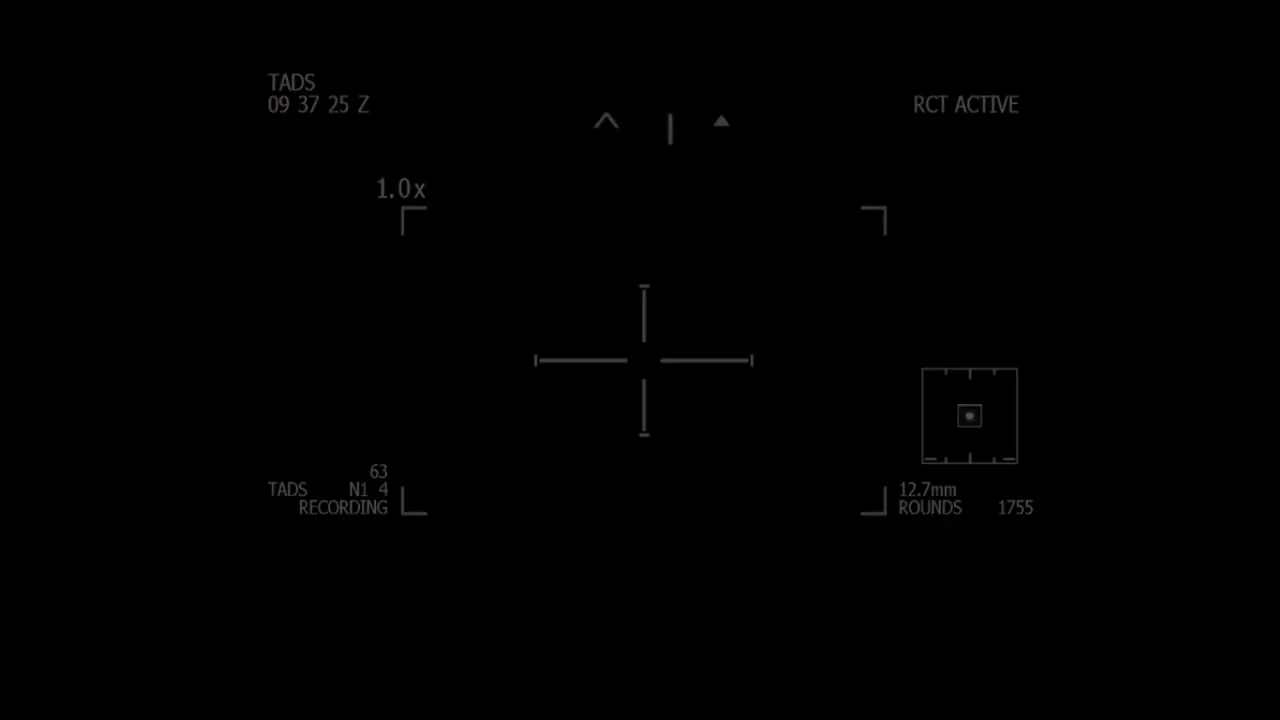 TADS
09 37 25 Z
RCT ACTIVE
1.0x
63
TADS N1 4
RECORDING
12.7mm
ROUNDS 1755